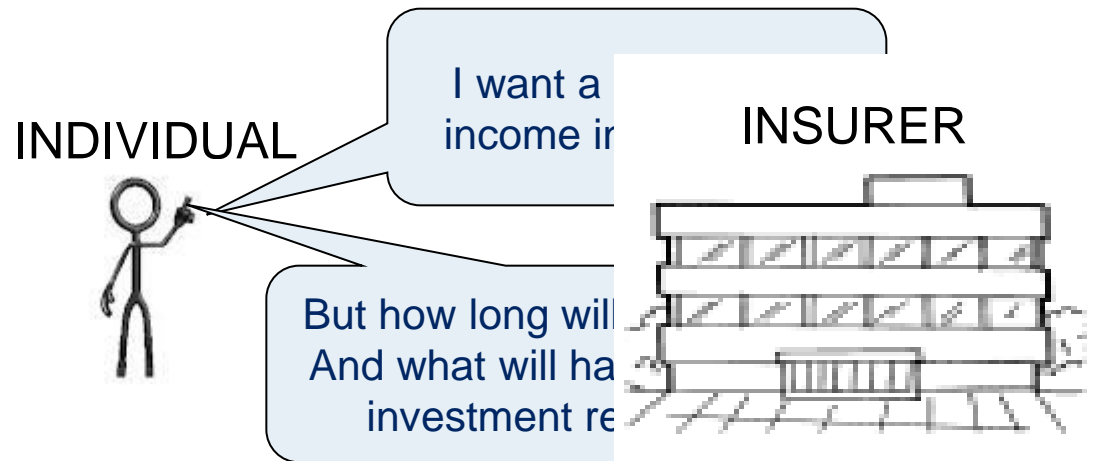 INDIVIDUAL
I want a
income in
INSURER
But how long will
And what will ha
investment re